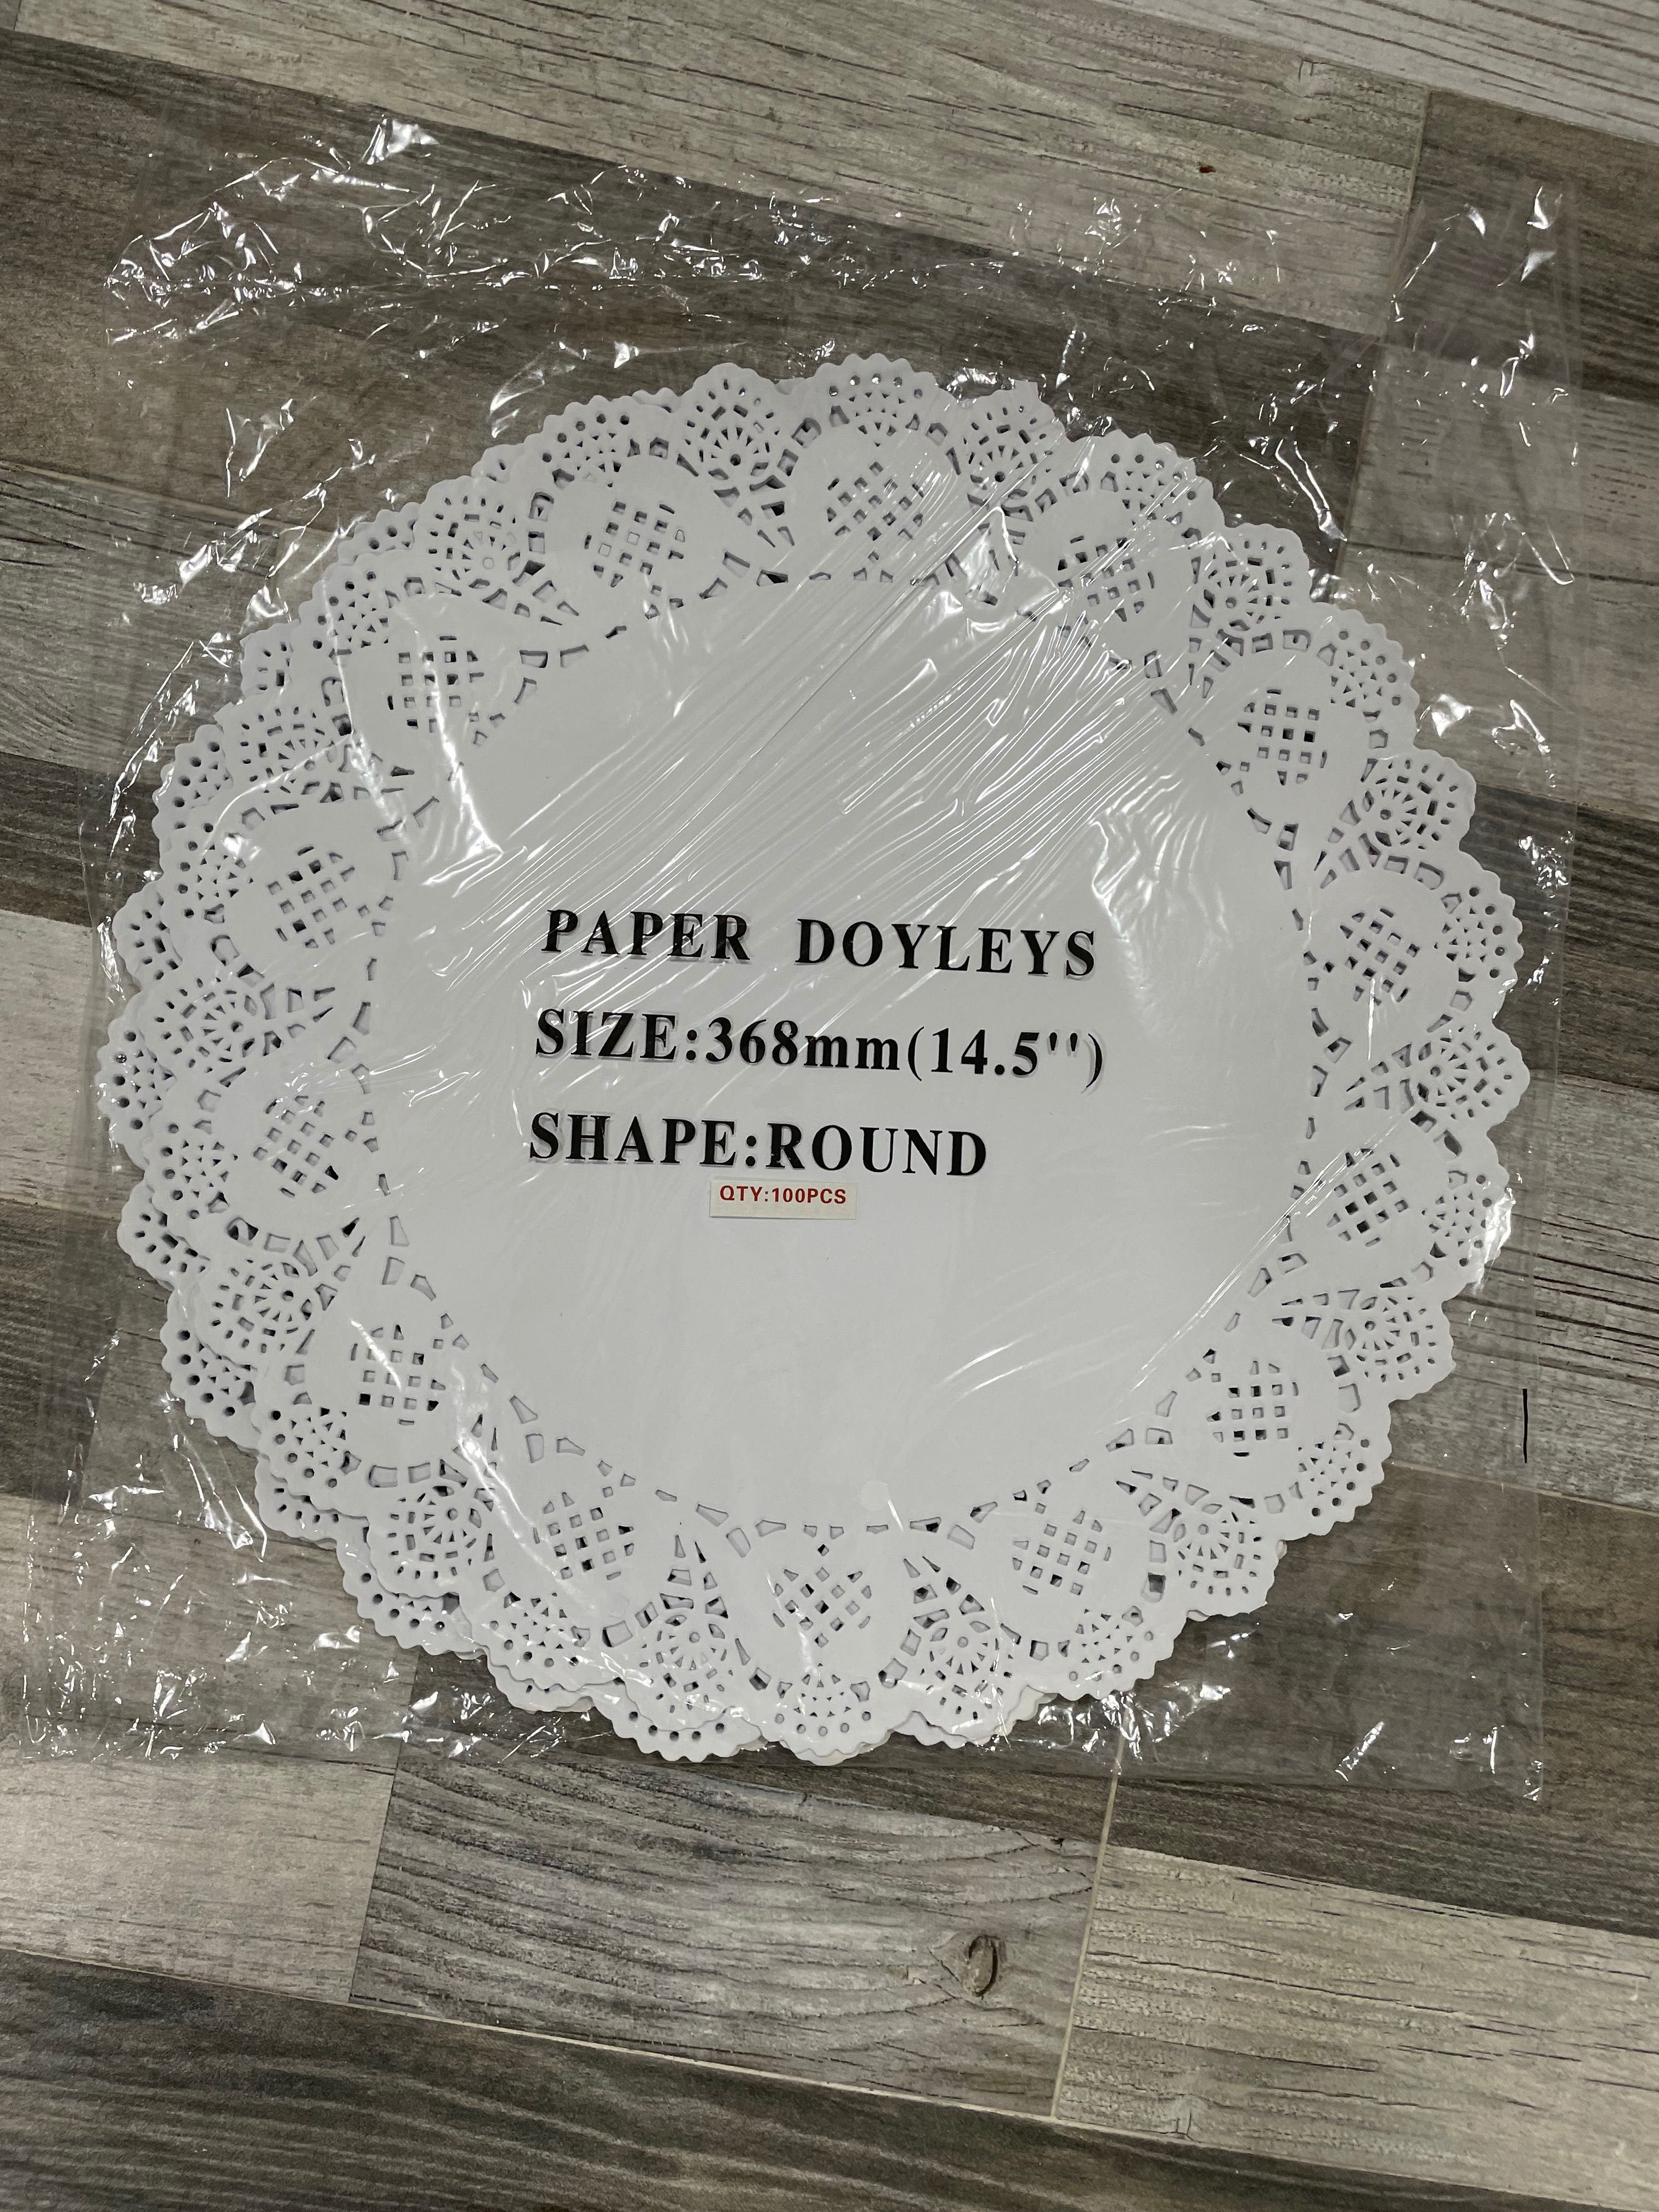 PAPER DOYLEYS
SIZE:368mm(14.5'')
SHAPE:ROUND
QTY:100PCS